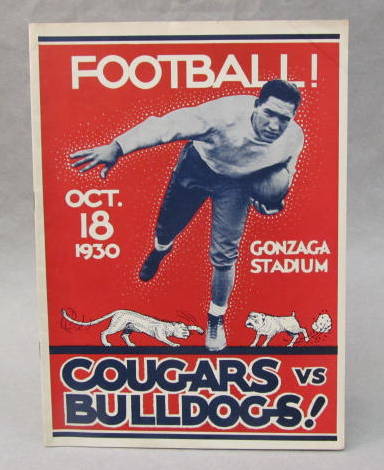 FOOTBALL!
OCT.
18
1930
GONZAGA
STADIUM
COUGARS VS
BULLDOGS!